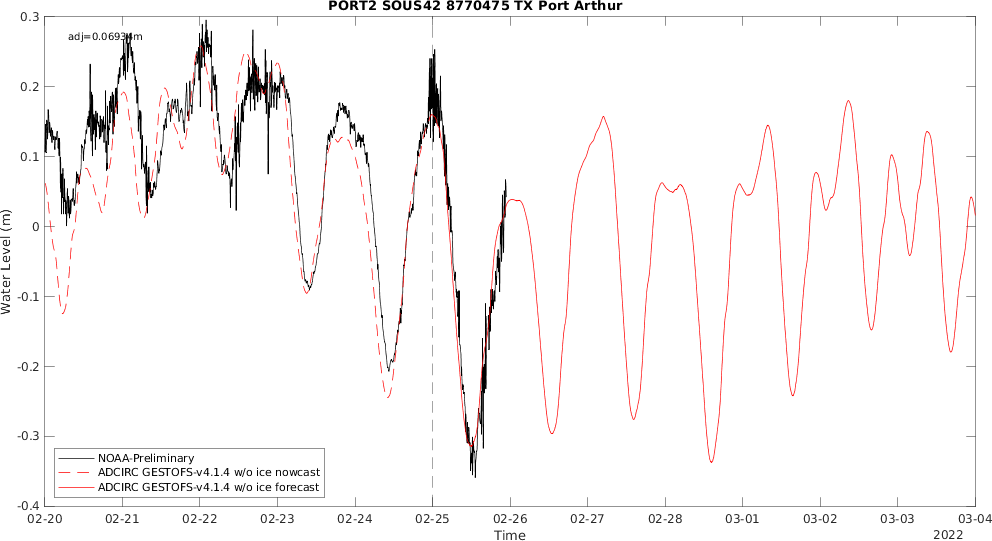 PORT2 SOUS42 8770475 TX Port Arthur
adj=0.06934m
0.3
0.2
0.1
0
-0.1
-0.2
-0.3
-0.4
Water Level (m)
NOAA-Preliminary
ADCIRC GESTOFS-v4.1.4 w/o ice nowcast
ADCIRC GESTOFS-v4.1.4 w/o ice forecast
02-20 02-21 02-22 02-23 02-24 02-25 02-26 02-27 02-28 03-01 03-02 03-03 03-04
Time
2022